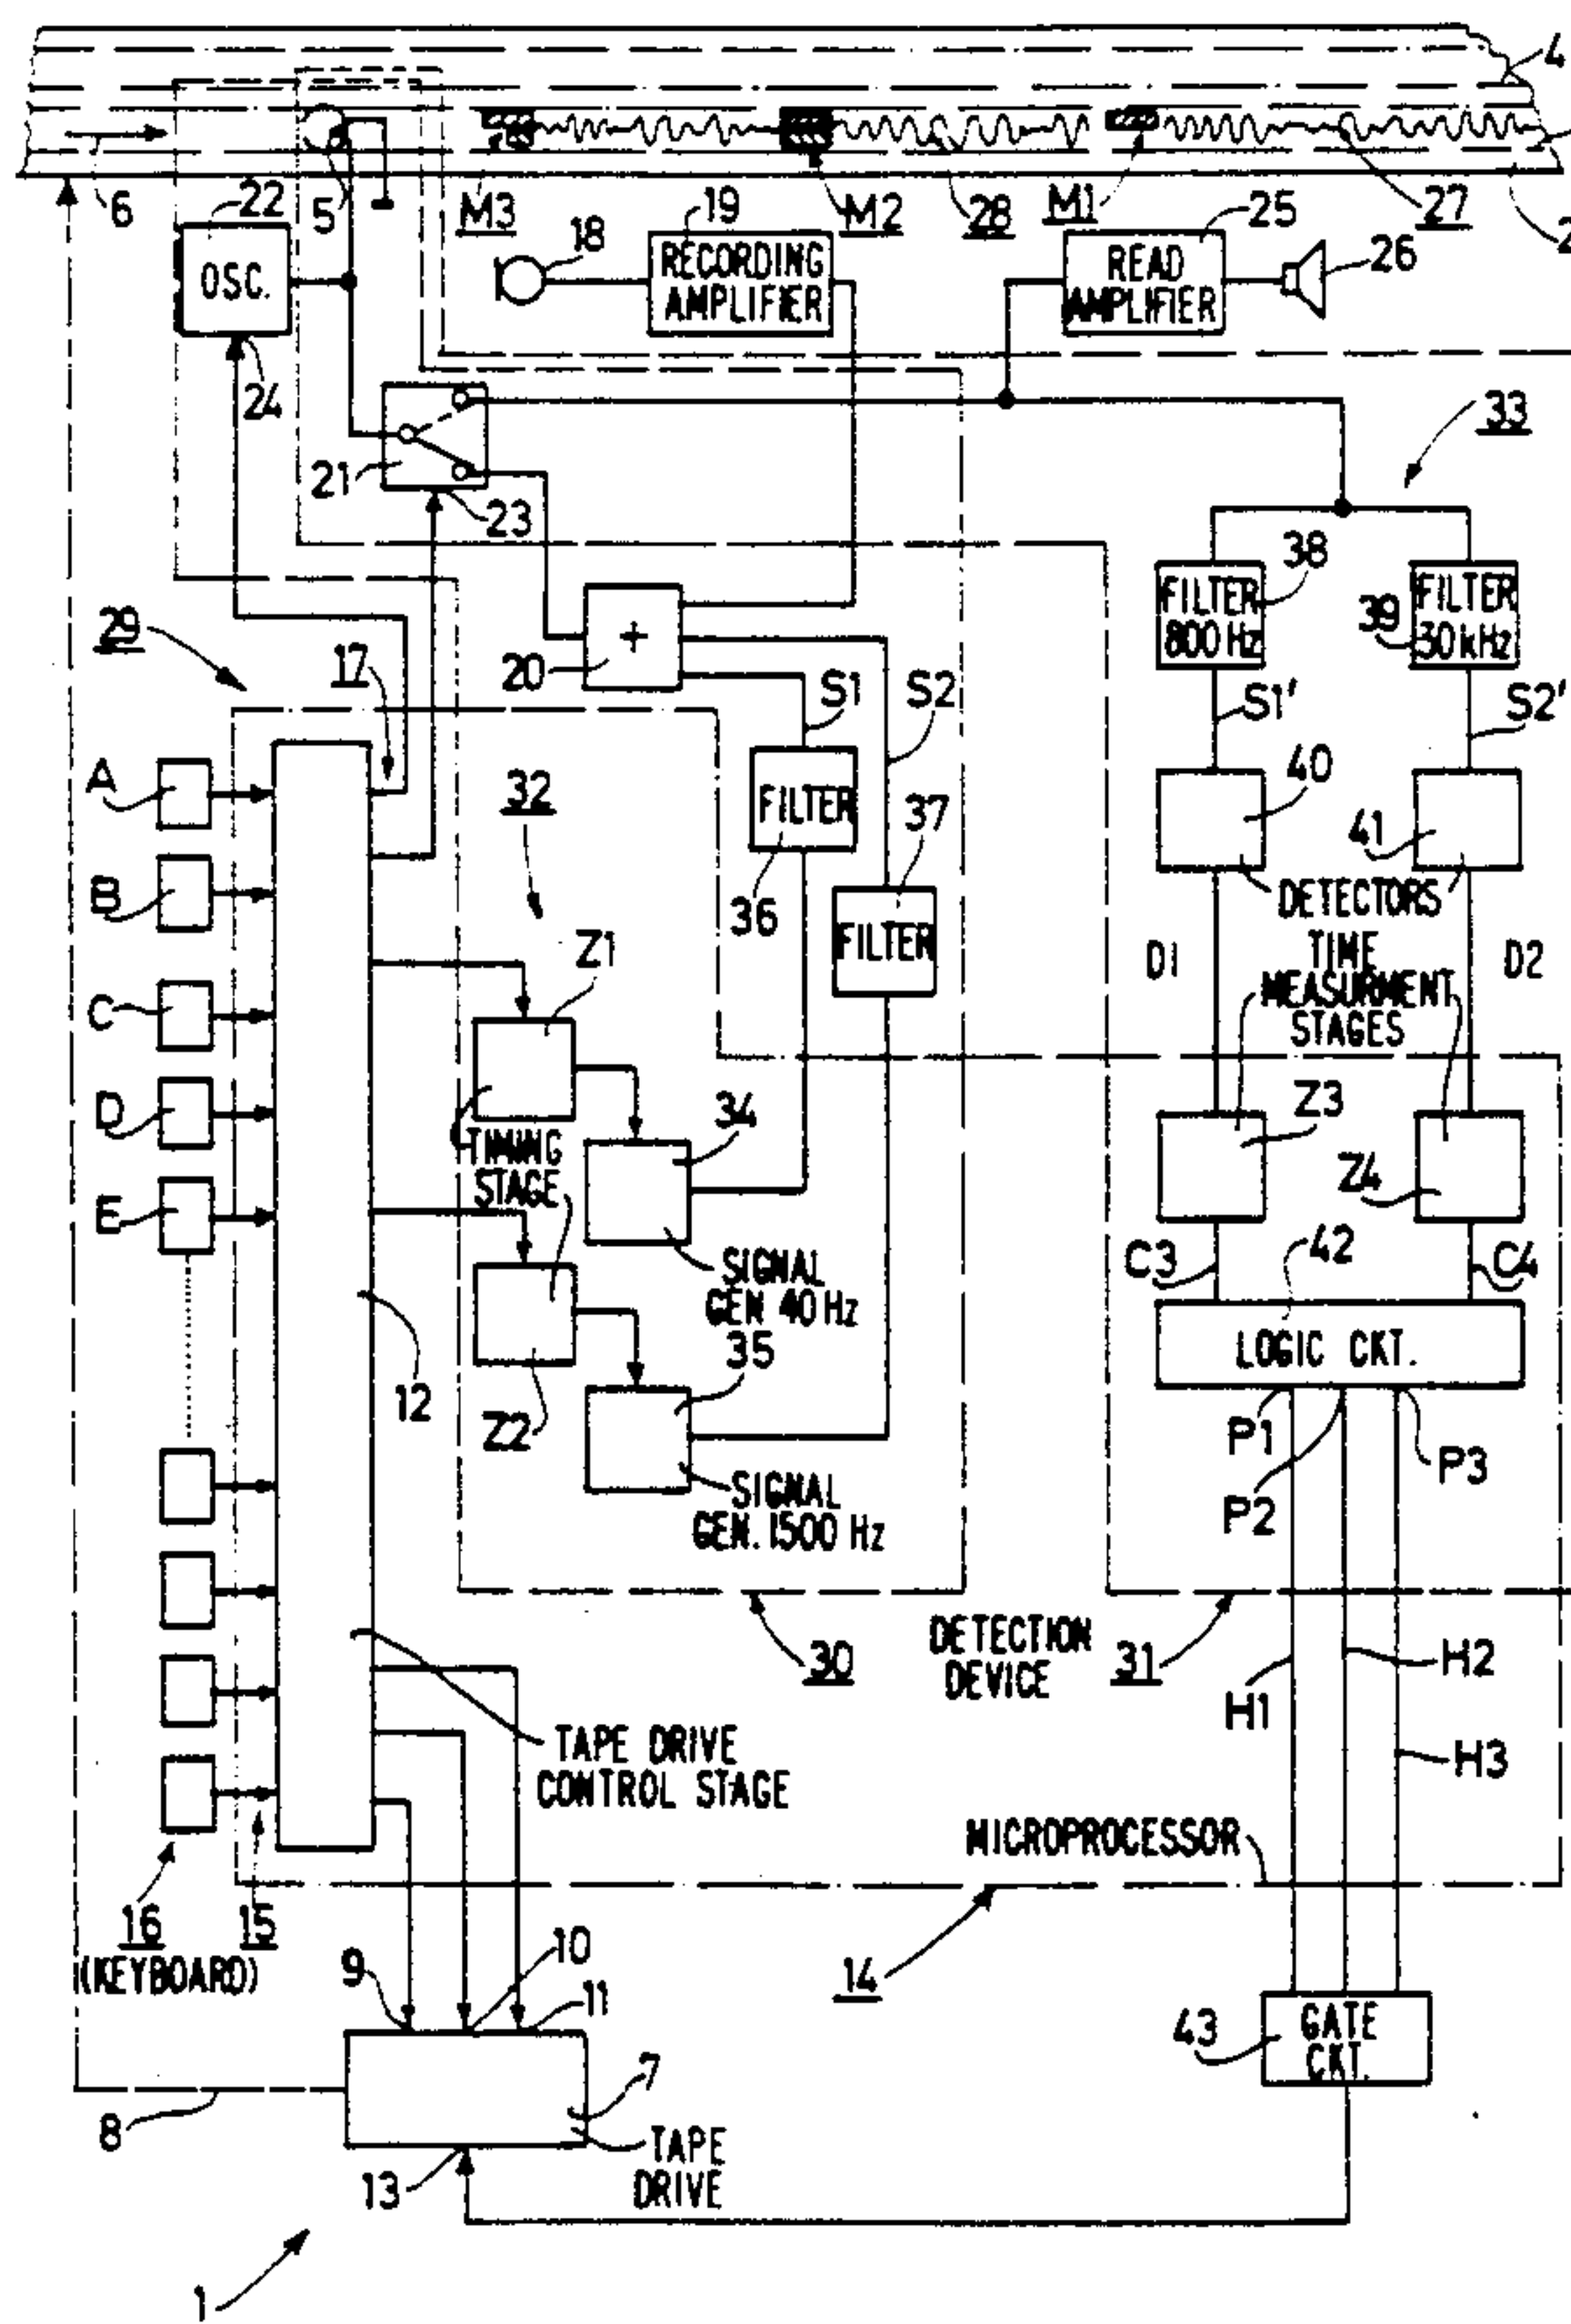 4
6
22
5
M3
18
19
M2
28
M1
25
27
2
OSC.
RECORDING
AMPLIFIER
READ
AMPLIFIER
26
24
21
23
33
38
FILTER
800 Hz
39
FILTER
30 kHz
29
17
20
+
S1
S2
S1'
S2'
A
32
FILTER
36
37
FILTER
40
41
DETECTORS
B
D1
TIME
MEASURMENT
STAGES
D2
C
Z1
D
TIMING
STAGE
34
Z3
Z4
E
SIGNAL
GEN 40 Hz
C3
42
C4
LOGIC CKT.
12
Z2
35
P1
P2
P3
SIGNAL
GEN. 1500 Hz
30
DETECTION
DEVICE
31
H1
H2
H3
TAPE DRIVE
CONTROL STAGE
MICROPROCESSOR
16
(KEYBOARD)
15
9
10
11
14
43
GATE
CKT.
8
7
TAPE
DRIVE
13
1